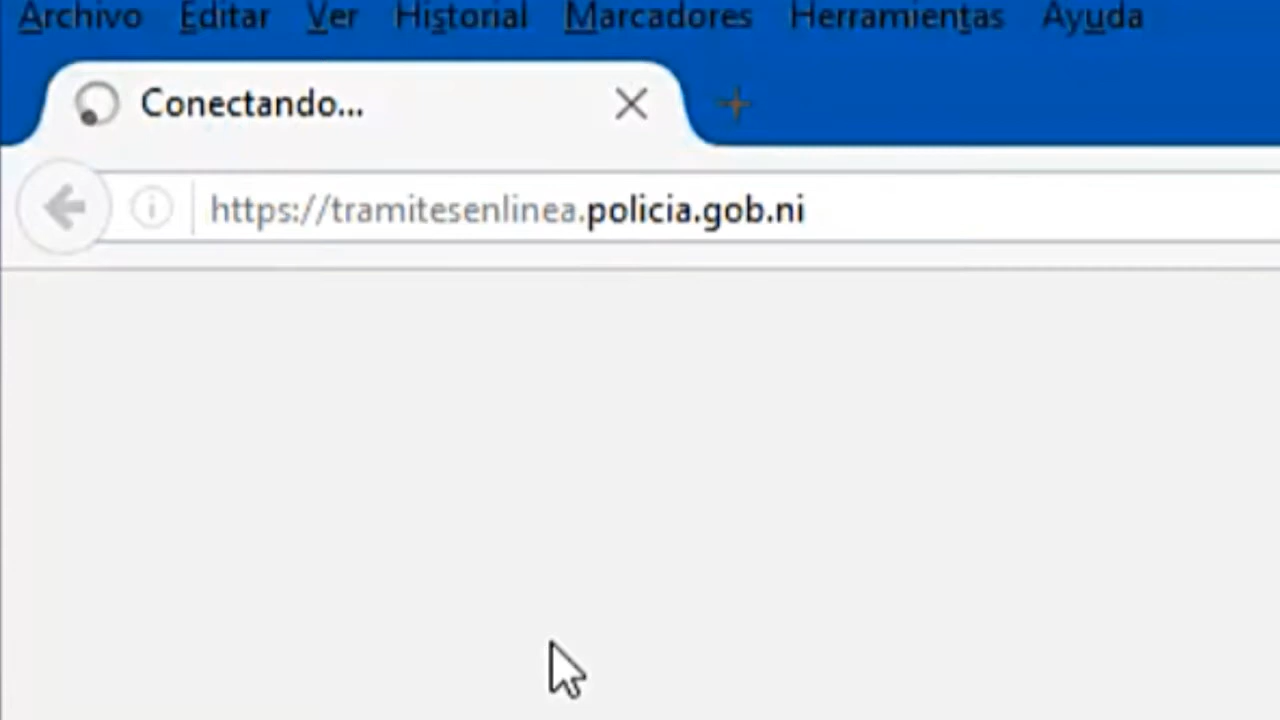 Archivo Editar Ver Historial Marcadores Herramientas Ayuda
Conectando...
https://tramitesenlinea.policia.gob.ni